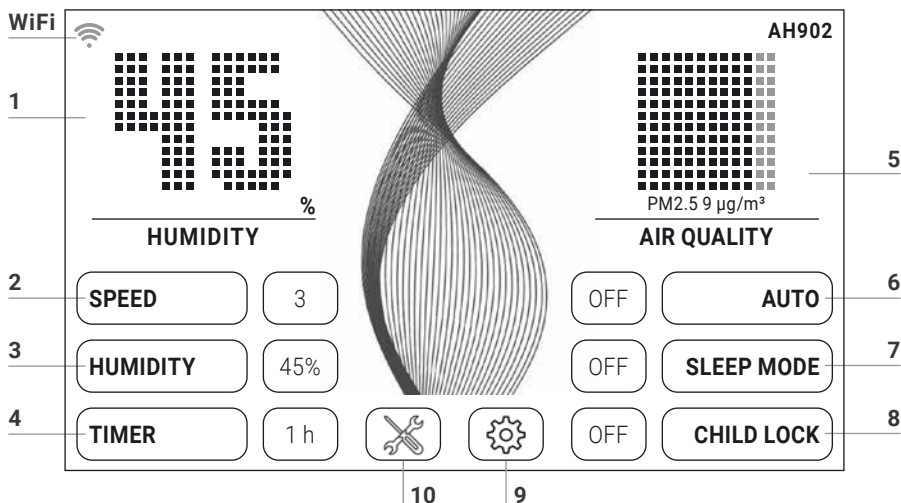 WiFi
AH902
1
45
%
HUMIDITY
5
PM2.5 9 µg/m³
AIR QUALITY
2
SPEED
3
OFF
AUTO
6
3
HUMIDITY
45%
OFF
SLEEP MODE
7
4
TIMER
1 h
OFF
CHILD LOCK
8
10
9